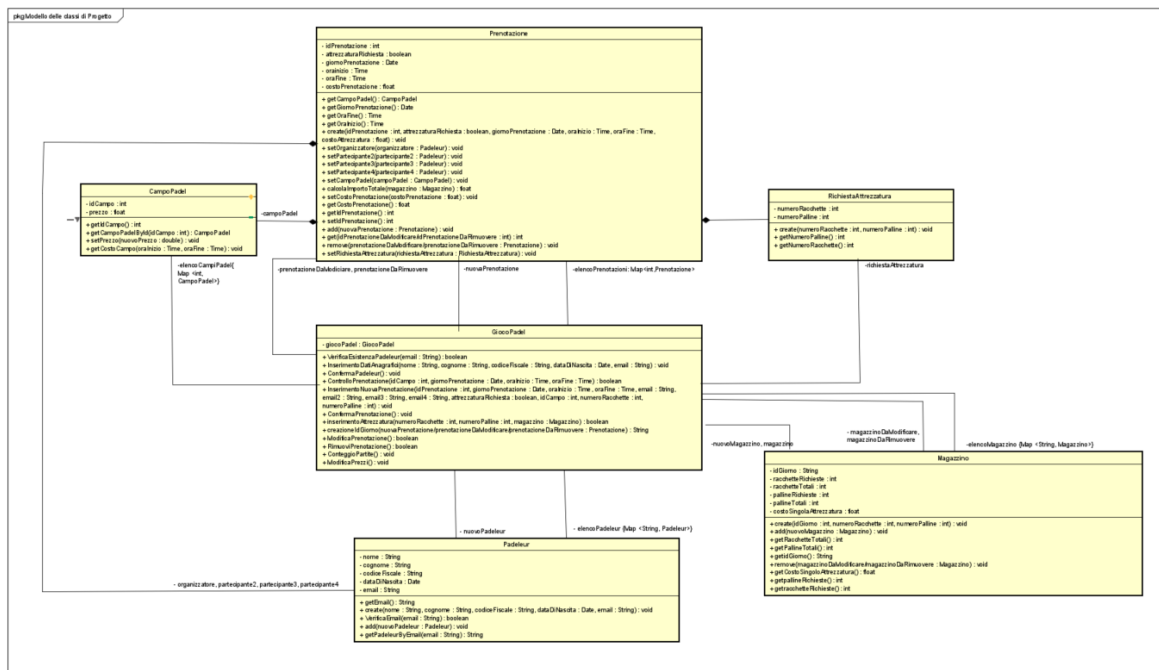 pkg Modello delle classi di Progetto
Prenotazione
- idPrenotazione : int
- attrezzaturaRichiesta : boolean
- giornoPrenotazione : Date
- orainizio : Time
- oraFine : Time
- costoPrenotazione : float
+ getCampoPadel() : CampoPadel
+ getGiornoPrenotazione() : Date
+ getOraFine() : Time
+ getOraInizio() : Time
+ create(idPrenotazione : int, attrezzaturaRichiesta : boolean, giornoPrenotazione : Date, oraInizio : Time, oraFine : Time,
costoAttrezzatura : float) : void
+ setOrganizzatore(organizzatore : Padeleur) : void
+ setPartecipante2(partecipante2 : Padeleur) : void
+ setPartecipante3(partecipante3 : Padeleur) : void
+ setPartecipante4(partecipante4 : Padeleur) : void
+ setCampoPadel(campoPadel : CampoPadel) : void
+ calcolaImportoTotale(magazzino : Magazzino) : float
+ setCostoPrenotazione(costoPrenotazione : float) : void
+ getCostoPrenotazione() : float
+ getIdPrenotazione() : int
+ setIdPrenotazione() : int
+ add(nuovaPrenotazione : Prenotazione) : void
+ get(idPrenotazioneDaModificare/idPrenotazioneDaRimuovere : int) : int
+ remove(prenotazioneDaModificare/prenotazioneDaRimuovere : Prenotazione) : void
+ setRichiestaAttrezzatura(richiestaAttrezzatura : RichiestaAttrezzatura) : void
CampoPadel
- idCampo : int
- prezzo : float
+ getIdCampo() : int
+ getCampoPadelById(idCampo : int) : CampoPadel
+ setPrezzo(nuovoPrezzo : double) : void
+ getCostoCampo(oraInizio : Time, oraFine : Time) : void
-campoPadel
RichiestaAttrezzatura
- numeroRacchette : int
- numeroPalline : int
+ create(numeroRacchette : int, numeroPalline : int) : void
+ getNumeroPalline() : int
+ getNumeroRacchette() : int
-elencoCampiPadel{
Map <int,
CampoPadel>}
-prenotazioneDaModiciare, prenotazioneDaRimuovere
-nuovaPrenotazione
-elencoPrenotazioni: Map <int,Prenotazione>
-richiestaAttrezzatura
GiocoPadel
- giocoPadel : GiocoPadel
+ VerificaEsistenzaPadeleur(email : String) : boolean
+ InserimentoDatiAnagrafici(nome : String, cognome : String, codiceFiscale : String, dataDiNascita : Date, email : String) : void
+ ConfermaPadeleur() : void
+ ControlloPrenotazione(idCampo : int, giornoPrenotazione : Date, oraInizio : Time, oraFine : Time) : boolean
+ InserimentoNuovaPrenotazione(idPrenotazione : int, giornoPrenotazione : Date, oraInizio : Time, oraFine : Time, email : String,
email2 : String, email3 : String, email4 : String, attrezzaturaRichiesta : boolean, idCampo : int, numeroRacchette : int,
numeroPalline : int) : void
+ ConfermaPrenotazione() : void
+ inserimentoAttrezzatura(numeroRacchette : int, numeroPalline : int, magazzino : Magazzino) : boolean
+ creazioneIdGiorno(nuovaPrenotazione/prenotazioneDaModificare/prenotazioneDaRimuovere : Prenotazione) : String
+ ModificaPrenotazione() : boolean
+ RimuoviPrenotazione() : boolean
+ ConteggioPartite() : void
+ ModificaPrezzi() : void
-nuovoMagazzino, magazzino
- magazzinoDaModificare,
magazzinoDaRimuovere
-elencoMagazzino {Map <String, Magazzino>}
Magazzino
- idGiorno : String
- racchetteRichieste : int
- racchetteTotali : int
- pallineRichieste : int
- pallineTotali : int
- costoSingolaAttrezzatura : float
+ create(idGiorno : int, numeroRacchette : int, numeroPalline : int) : void
+ add(nuovoMagazzino : Magazzino) : void
+ getRacchetteTotali() : int
+ getPallineTotali() : int
+ getidGiorno() : String
+ remove(magazzinoDaModificare/magazzinoDaRimuovere : Magazzino) : void
+ getCostoSingoloAttrezzatura() : float
+ getpallineRichieste() : int
+ getracchetteRichieste() : int
- nuovoPadeleur
- elencoPadeleur {Map <String, Padeleur>}
Padeleur
- nome : String
- cognome : String
- codiceFiscale : String
- dataDiNascita : Date
- email : String
+ getEmail() : String
+ create(nome : String, cognome : String, codiceFiscale : String, dataDiNascita : Date, email : String) : void
+ VerificaEmail(email : String) : boolean
+ add(nuovoPadeleur : Padeleur) : void
+ getPadeleurByEmail(email : String) : String
- organizzatore, partecipante2, partecipante3, partecipante4